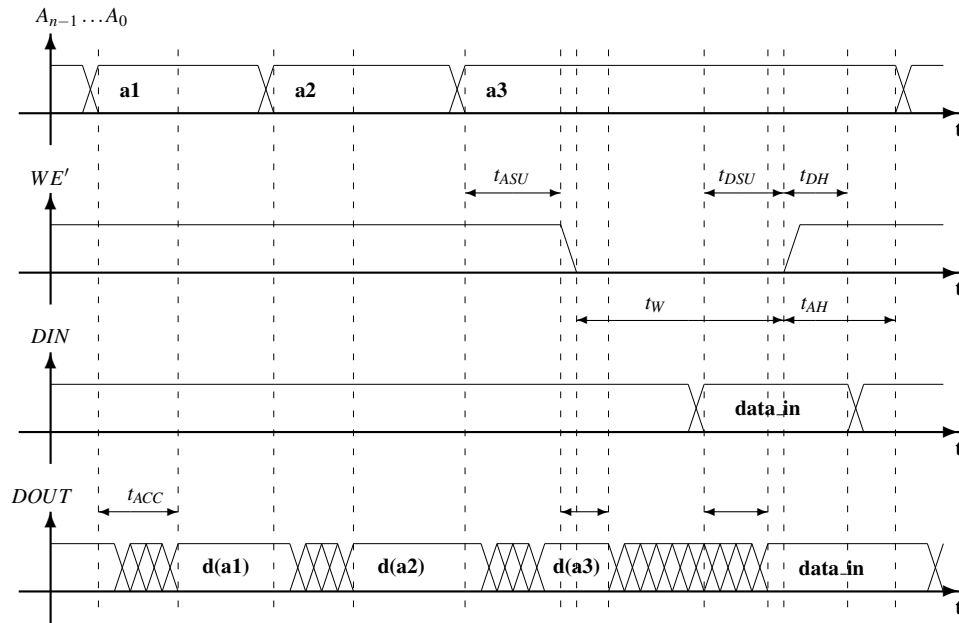 A_{n−1} … A_0
a1 a2 a3
t
WE′ t_{ASU} t_{DSU} t_{DH}
t
t_W t_{AH}
DIN
data_in
t
DOUT t_{ACC}
d(a1) d(a2) d(a3) data_in
t